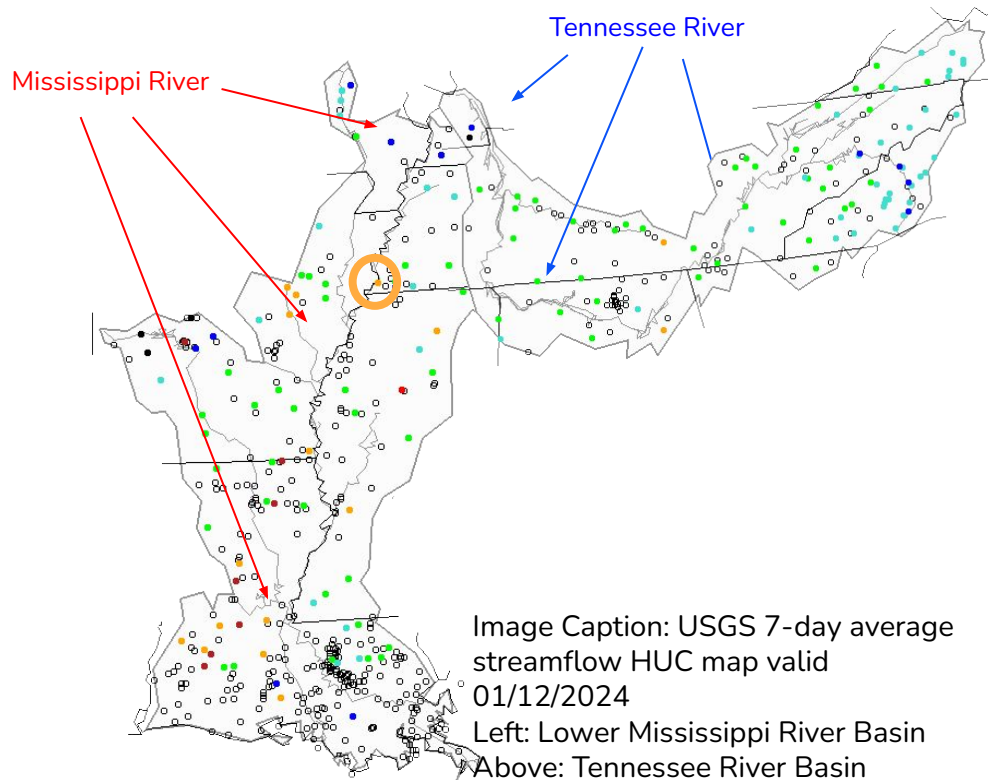 Tennessee River
Mississippi River
Image Caption: USGS 7-day average
streamflow HUC map valid
01/12/2024
Left: Lower Mississippi River Basin
Above: Tennessee River Basin